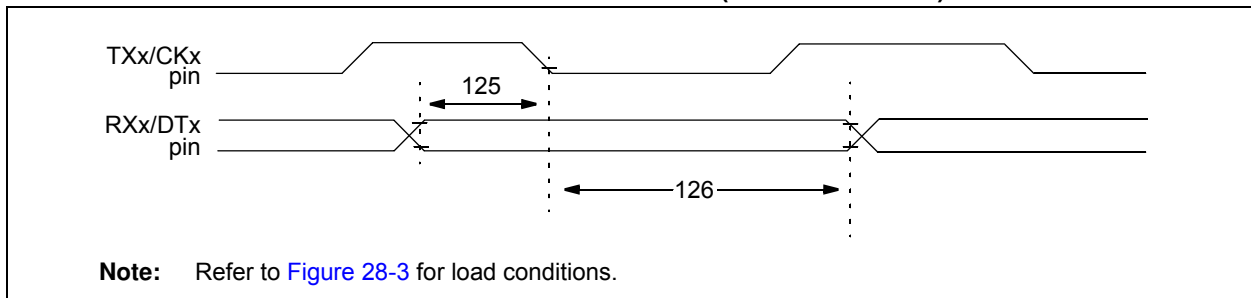 TXx/CKx
pin
125
RXx/DTx
pin
126
Note: Refer to Figure 28-3 for load conditions.